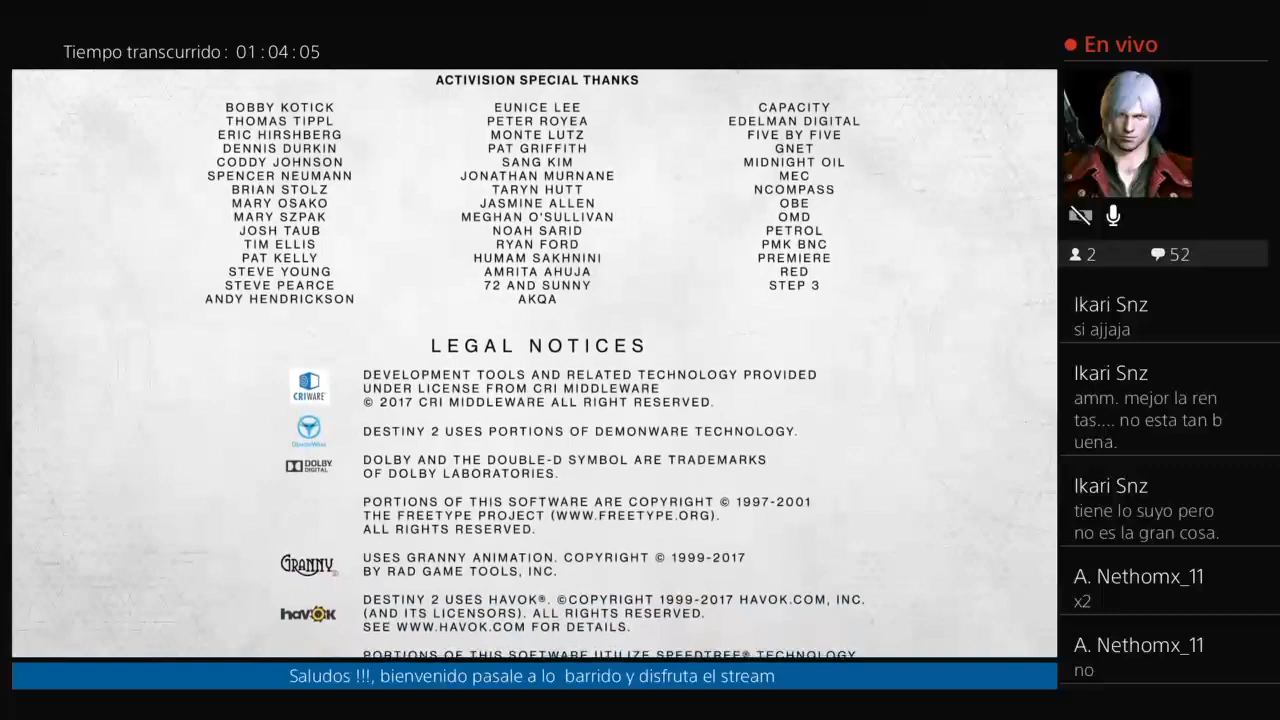 Tiempo transcurrido : 01 : 04 : 05
En vivo
ACTIVISION SPECIAL THANKS
BOBBY KOTICK
THOMAS TIPPL
ERIC HIRSHBERG
DENNIS DURKIN
CODDY JOHNSON
SPENCER NEUMANN
BRIAN STOLZ
MARY OSAKO
MARY SZPAK
JOSH TAUB
TIM ELLIS
PAT KELLY
STEVE YOUNG
STEVE PEARCE
ANDY HENDRICKSON
EUNICE LEE
PETER ROYEA
MONTE LUTZ
PAT GRIFFITH
SANG KIM
JONATHAN MURNANE
TARYN HUTT
JASMINE ALLEN
MEGHAN O'SULLIVAN
NOAH SARID
RYAN FORD
HUMAM SAKHNINI
AMRITA AHUJA
72 AND SUNNY
AKQA
CAPACITY
EDELMAN DIGITAL
FIVE BY FIVE
GNET
MIDNIGHT OIL
MEC
NCOMPASS
OBE
OMD
PETROL
PMK BNC
PREMIERE
RED
STEP 3
LEGAL NOTICES
CRIWARE
DEVELOPMENT TOOLS AND RELATED TECHNOLOGY PROVIDED
UNDER LICENSE FROM CRI MIDDLEWARE
© 2017 CRI MIDDLEWARE ALL RIGHT RESERVED.
DEMONWARE
DESTINY 2 USES PORTIONS OF DEMONWARE TECHNOLOGY.
DOLBY
DIGITAL
DOLBY AND THE DOUBLE-D SYMBOL ARE TRADEMARKS
OF DOLBY LABORATORIES.
PORTIONS OF THIS SOFTWARE ARE COPYRIGHT © 1997-2001
THE FREETYPE PROJECT (WWW.FREETYPE.ORG).
ALL RIGHTS RESERVED.
GRANNY
USES GRANNY ANIMATION. COPYRIGHT © 1999-2017
BY RAD GAME TOOLS, INC.
havok
DESTINY 2 USES HAVOK®. ©COPYRIGHT 1999-2017 HAVOK.COM, INC.
(AND ITS LICENSORS). ALL RIGHTS RESERVED.
SEE WWW.HAVOK.COM FOR DETAILS.
PORTIONS OF THIS SOFTWARE UTILIZE SPEEDTREE® TECHNOLOGY
Saludos !!!, bienvenido pasale a lo  barrido y disfruta el stream
2
52
Ikari Snz
si ajjaja
Ikari Snz
amm. mejor la ren
tas.... no esta tan b
uena.
Ikari Snz
tiene lo suyo pero
no es la gran cosa.
A. Nethomx_11
x2
A. Nethomx_11
no